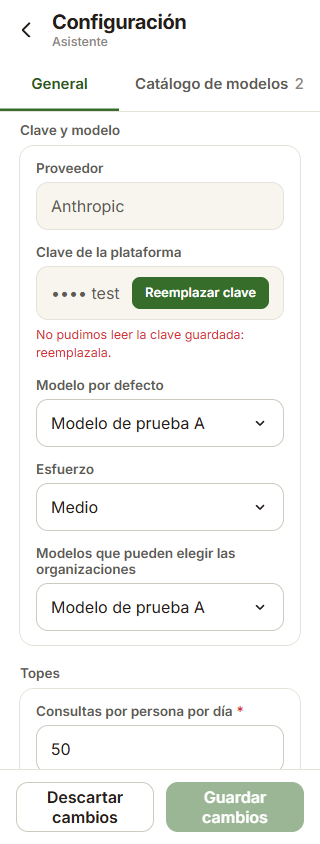 Configuración
Asistente
General
Catálogo de modelos 2
Clave y modelo
Proveedor
Anthropic
Clave de la plataforma
•••• test
Reemplazar clave
No pudimos leer la clave guardada:
reemplazala.
Modelo por defecto
Modelo de prueba A
Esfuerzo
Medio
Modelos que pueden elegir las
organizaciones
Modelo de prueba A
Topes
Consultas por persona por día *
50
Descartar
cambios
Guardar
cambios